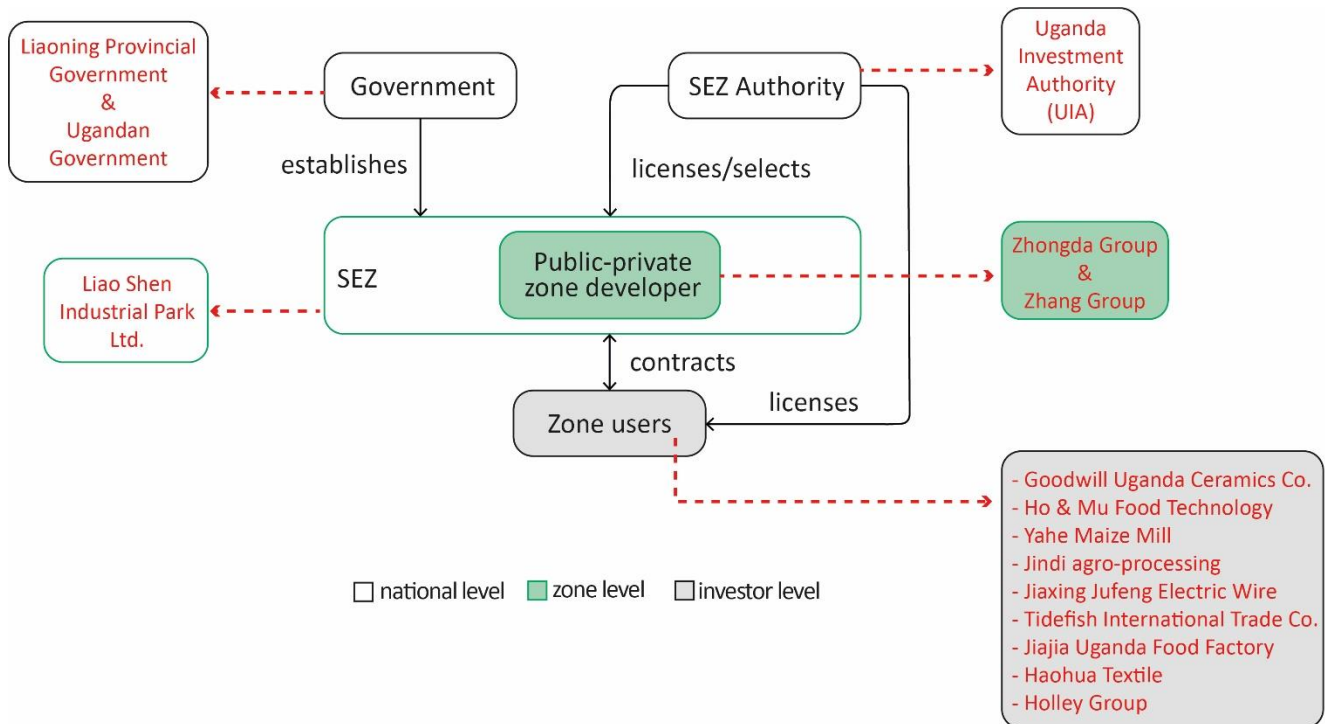 Liaoning Provincial
Government
&
Ugandan
Government
Government
SEZ Authority
Uganda
Investment
Authority
(UIA)
establishes
licenses/selects
Liao Shen
Industrial Park
Ltd.
SEZ
Public-private
zone developer
Zhongda Group
&
Zhang Group
contracts
licenses
Zone users
- Goodwill Uganda Ceramics Co.
- Ho & Mu Food Technology
- Yahe Maize Mill
- Jindi agro-processing
- Jiaxing Jufeng Electric Wire
- Tidefish International Trade Co.
- Jiajia Uganda Food Factory
- Haohua Textile
- Holley Group
national level
zone level
investor level